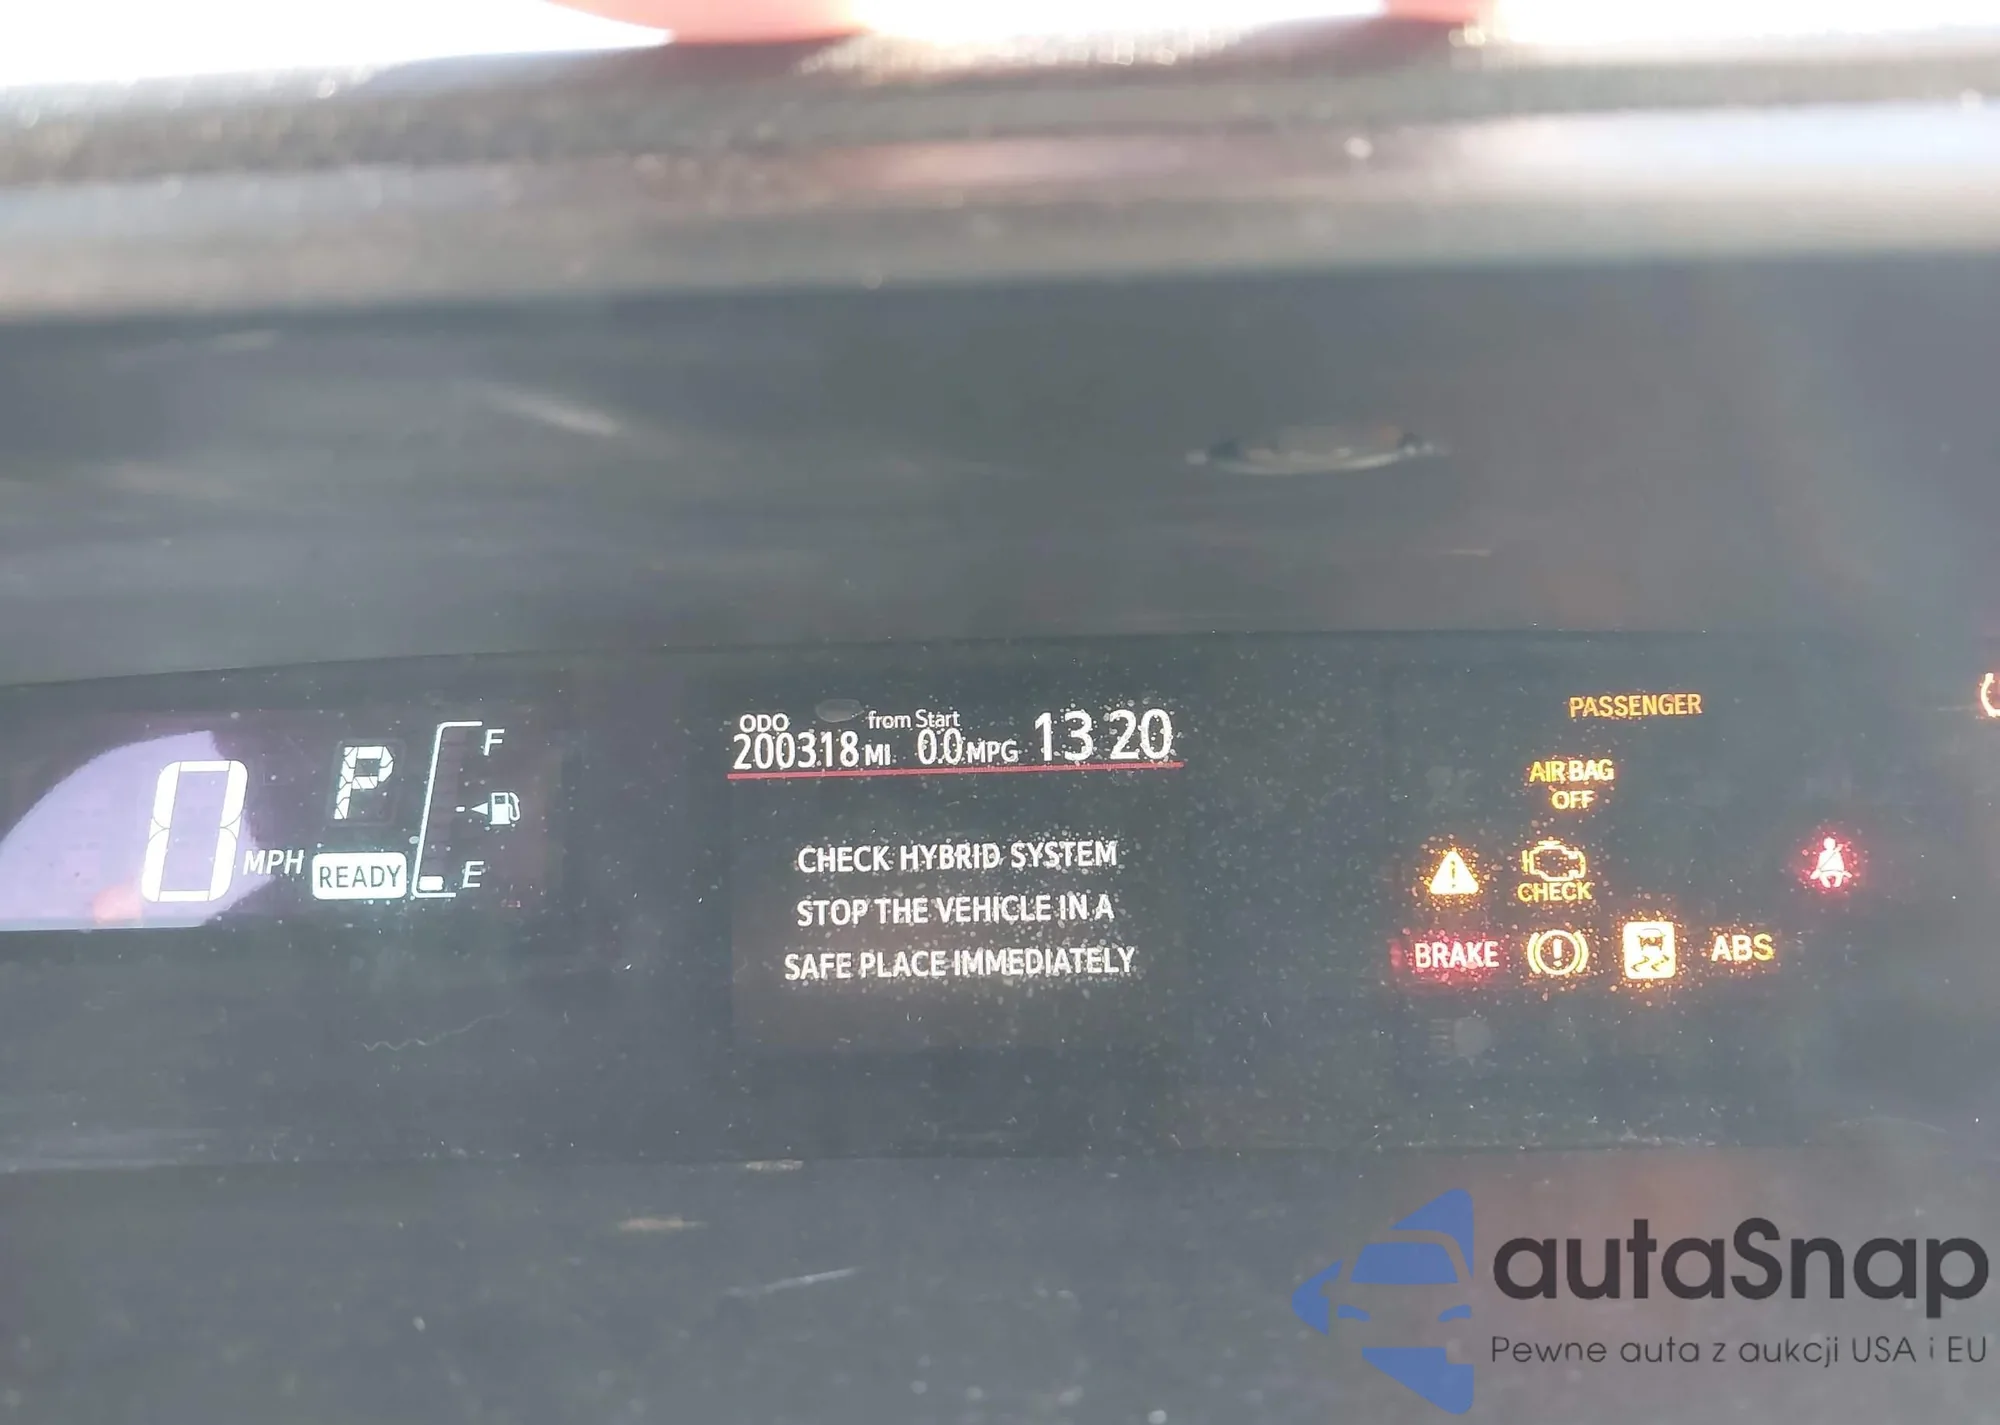 ODO from Start
200318 MI 0.0 MPG 13 20
0 MPH
P
READY
F
E
CHECK HYBRID SYSTEM
STOP THE VEHICLE IN A
SAFE PLACE IMMEDIATELY
PASSENGER
AIR BAG
OFF
CHECK
BRAKE
ABS
autaSnap
Pewne auta z aukcji USA i EU